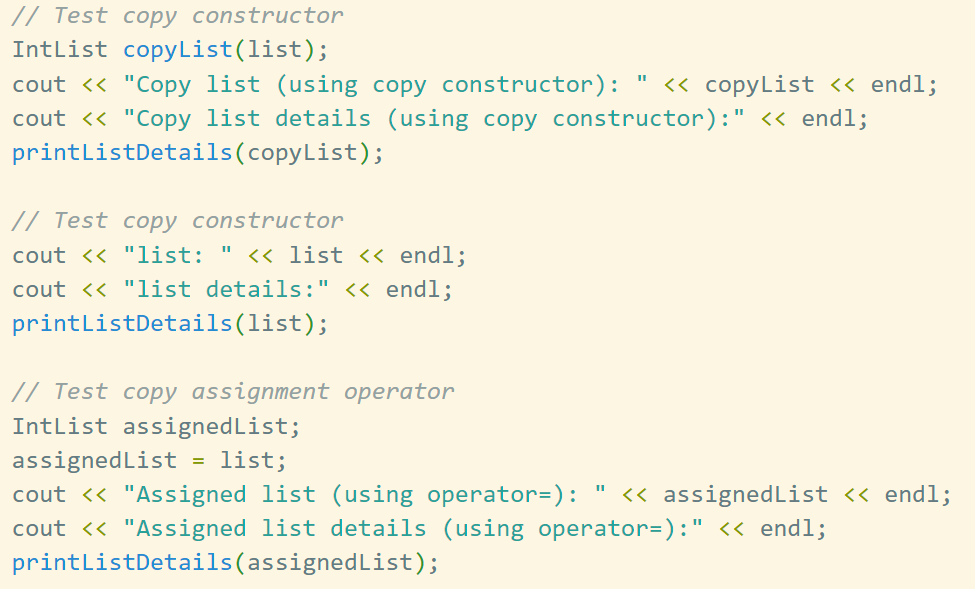 // Test copy constructor
IntList copyList(list);
cout << "Copy list (using copy constructor): " << copyList << endl;
cout << "Copy list details (using copy constructor):" << endl;
printListDetails(copyList);

// Test copy constructor
cout << "list: " << list << endl;
cout << "list details:" << endl;
printListDetails(list);

// Test copy assignment operator
IntList assignedList;
assignedList = list;
cout << "Assigned list (using operator=): " << assignedList << endl;
cout << "Assigned list details (using operator=):" << endl;
printListDetails(assignedList);